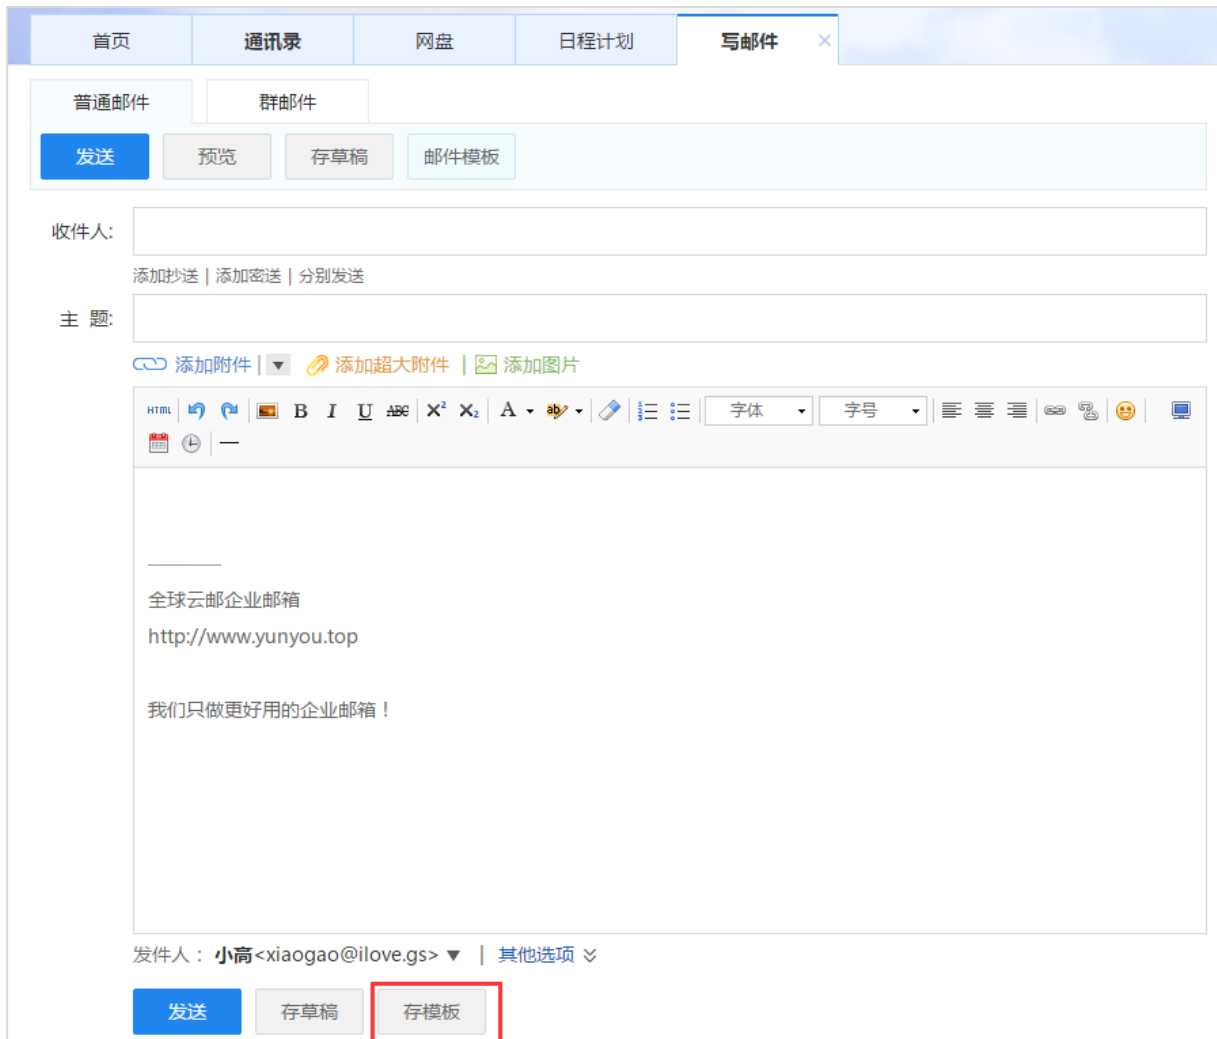 首页 通讯录 网盘 日程计划 写邮件 ×
普通邮件 群邮件
发送 预览 存草稿 邮件模板
收件人:
添加抄送 | 添加密送 | 分别发送
主 题:
添加附件 | ▼ 添加超大附件 | 添加图片
HTML B I U ABC X² X₂ A ab 字体 字号
全球云邮企业邮箱
http://www.yunyou.top
我们只做更好用的企业邮箱！
发件人： 小高<xiaogao@ilove.gs> ▼ | 其他选项
发送 存草稿 存模板